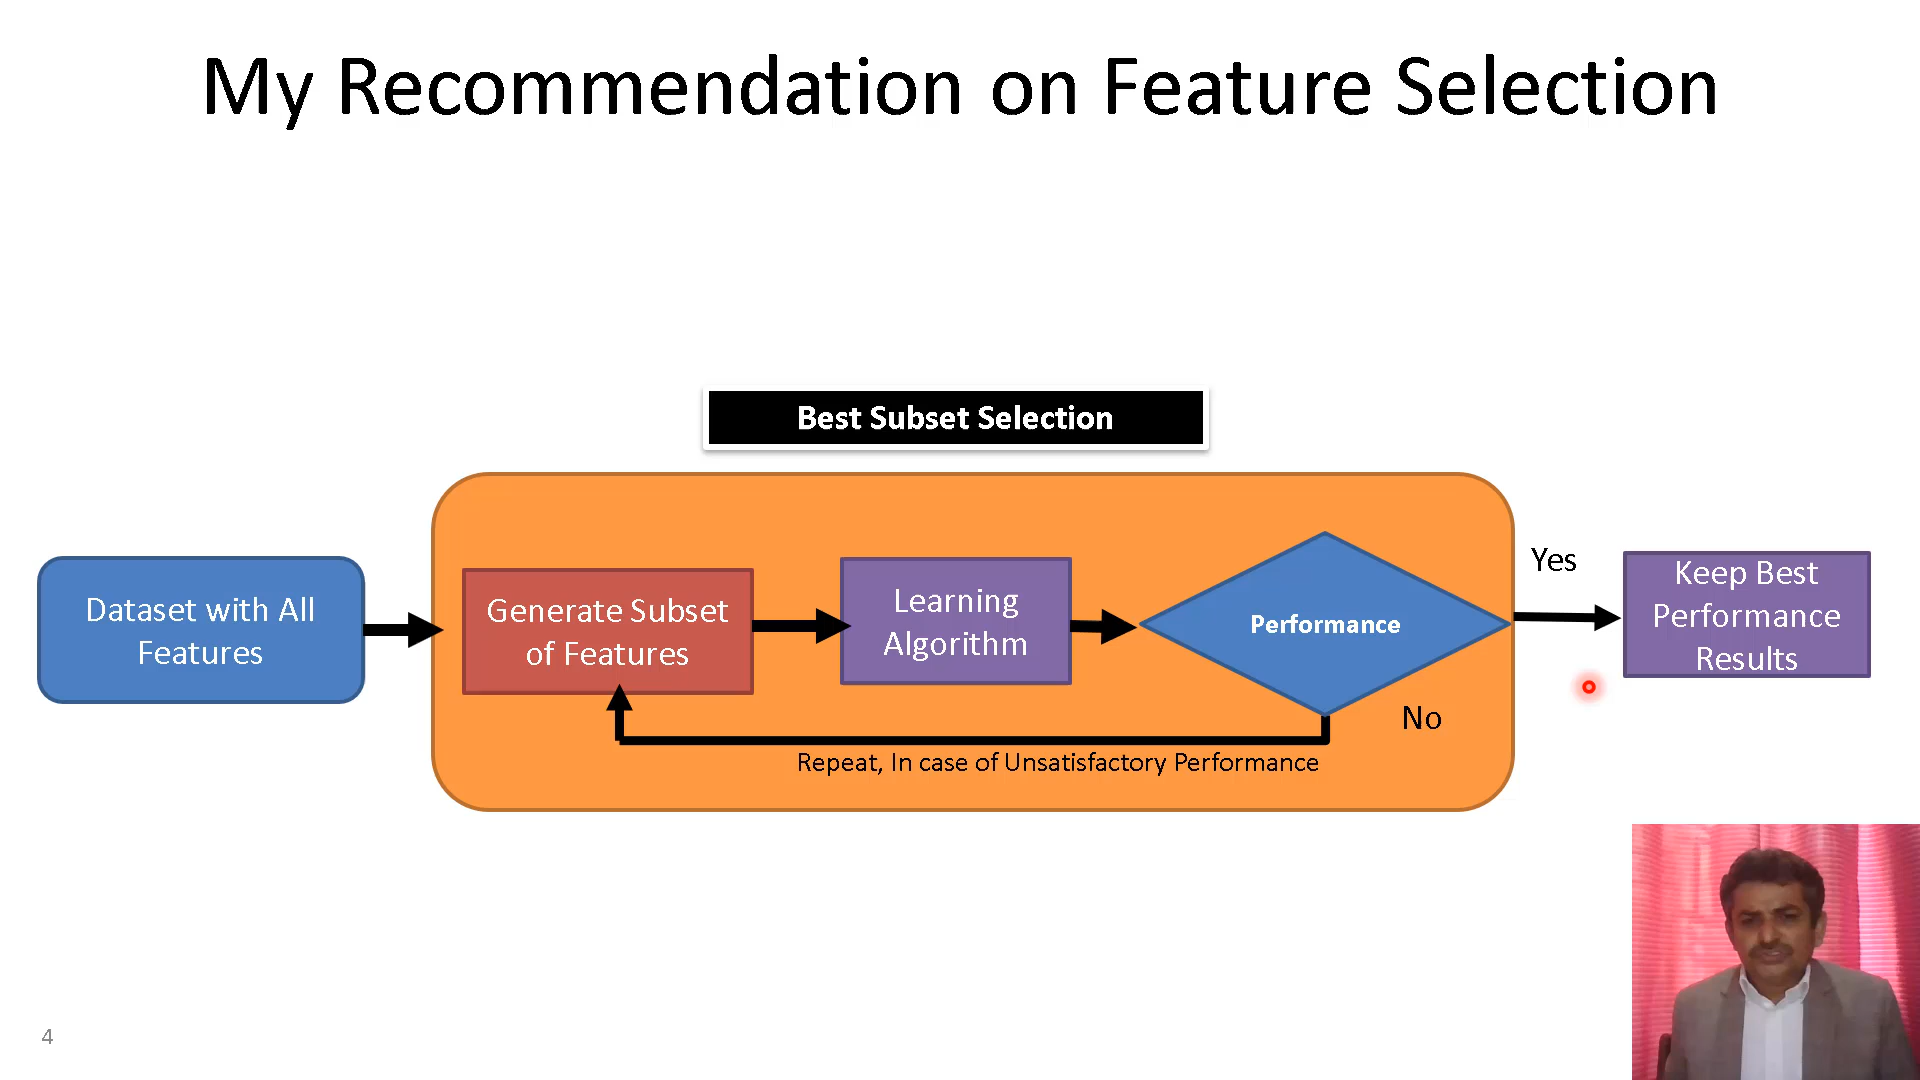 My Recommendation on Feature Selection
Best Subset Selection
Dataset with All
Features
Generate Subset
of Features
Learning
Algorithm
Performance
Yes
Keep Best
Performance
Results
No
Repeat, In case of Unsatisfactory Performance
4